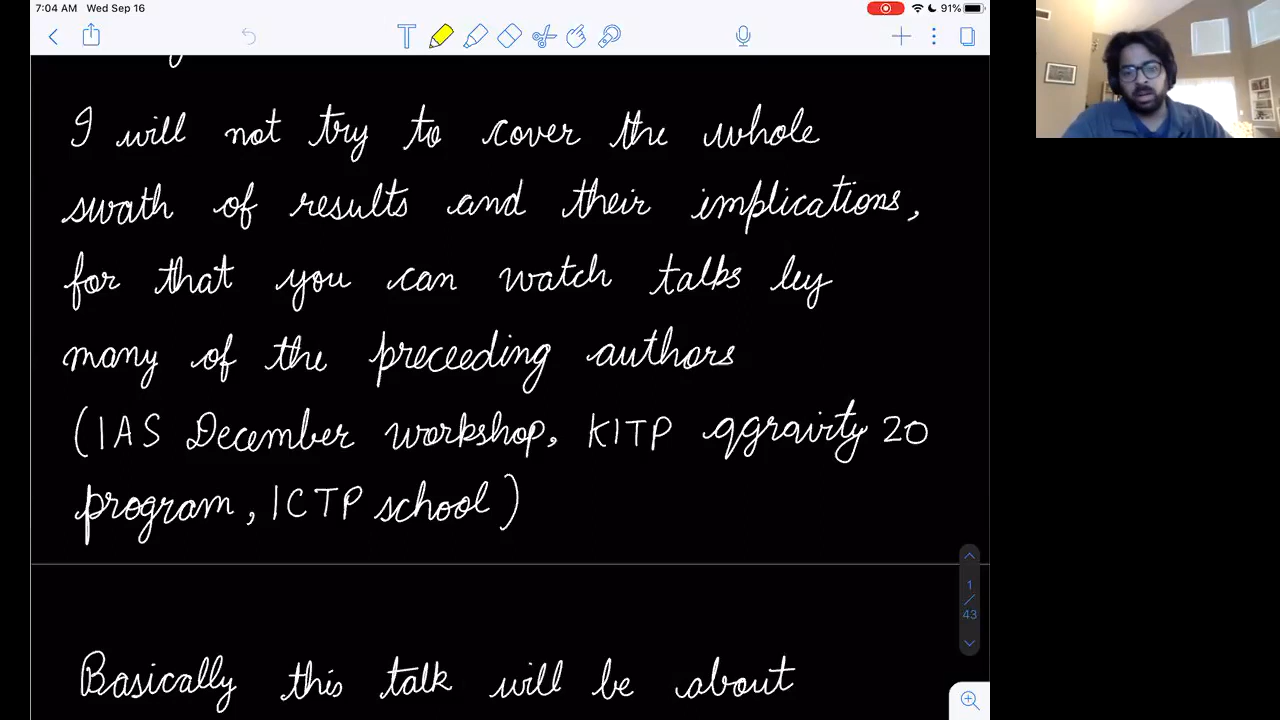 7:04 AM Wed Sep 16
91%
I will not try to cover the whole
swath of results and their implications,
for that you can watch talks by
many of the preceeding authors
(IAS December workshop, KITP qgravity 20
program, ICTP school)
1
/
43
Basically this talk will be about